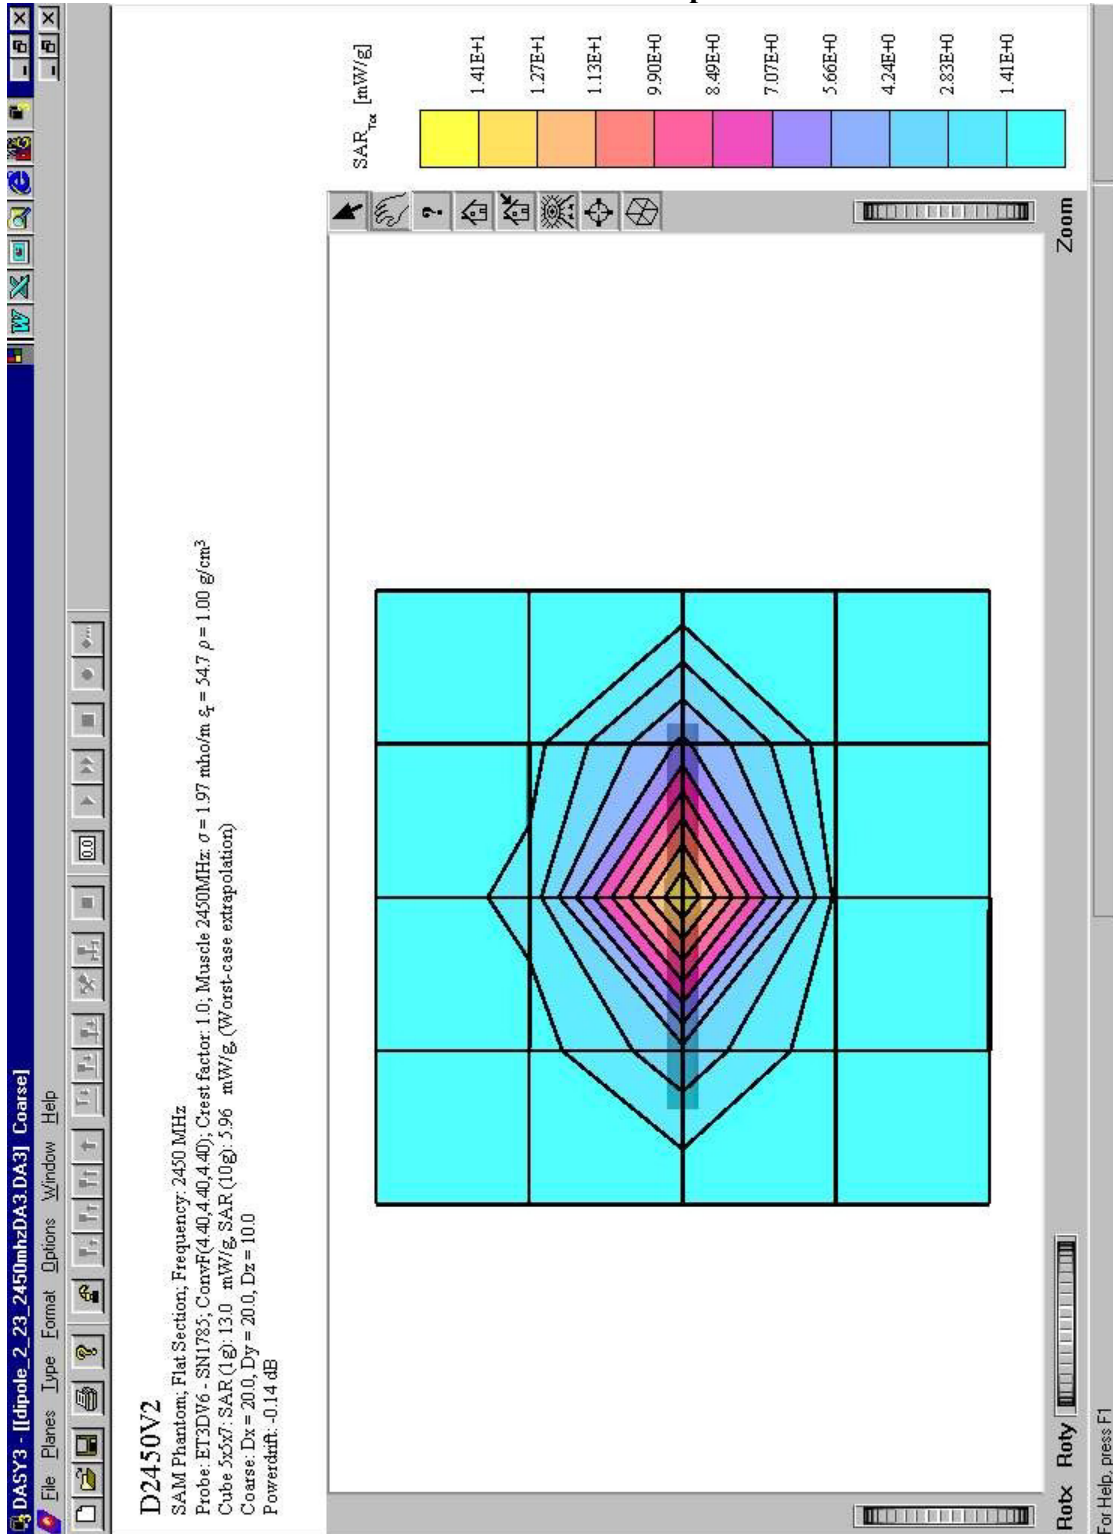 DASY3 - [[dipole_2_23_2450mhzDA3.DA3] Coarse]
File Planes Type Format Options Window Help
0.0
D2450V2
SAM Phantom; Flat Section; Frequency: 2450 MHz
Probe: ET3DV6 - SN1785; ConvF(4.40,4.40,4.40); Crest factor: 1.0; Muscle 2450MHz: σ = 1.97 mho/m εr = 54.7 ρ = 1.00 g/cm³
Cube 5x5x7: SAR (1g): 13.0 mW/g, SAR (10g): 5.96 mW/g, (Worst-case extrapolation)
Coarse: Dx = 20.0, Dy = 20.0, Dz = 10.0
Powerdrift: -0.14 dB
SARTot [mW/g]
1.41E+1
1.27E+1
1.13E+1
9.90E+0
8.49E+0
7.07E+0
5.66E+0
4.24E+0
2.83E+0
1.41E+0
Rotx Roty Zoom
For Help, press F1